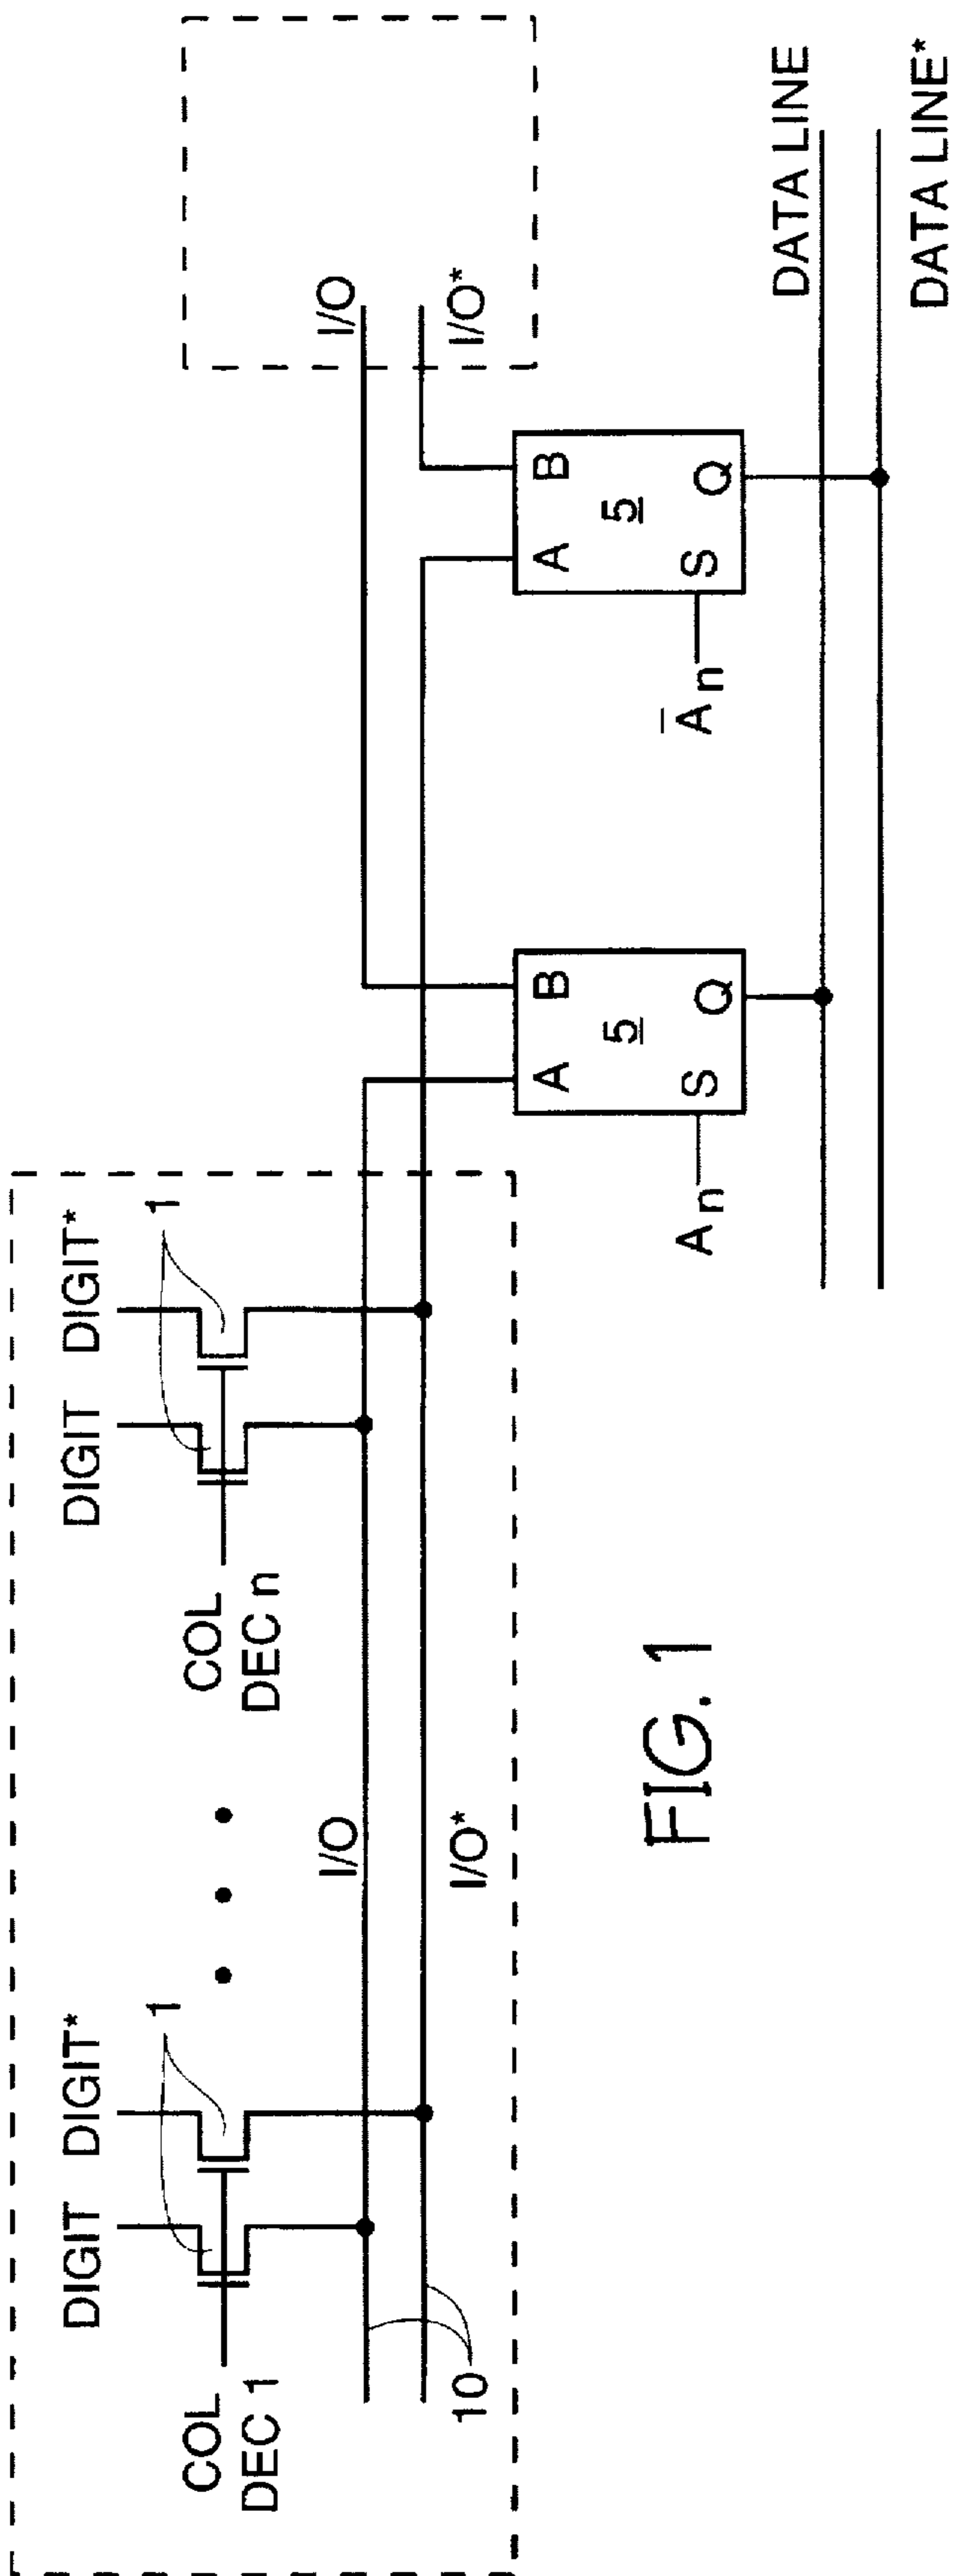 DIGIT DIGIT*
1
COL
DEC 1
DIGIT DIGIT*
1
COL
DEC n
I/O
I/O*
10
I/O
I/O*
A B
5
S Q
An
A B
5
S Q
A̅n
DATA LINE
DATA LINE*
FIG. 1